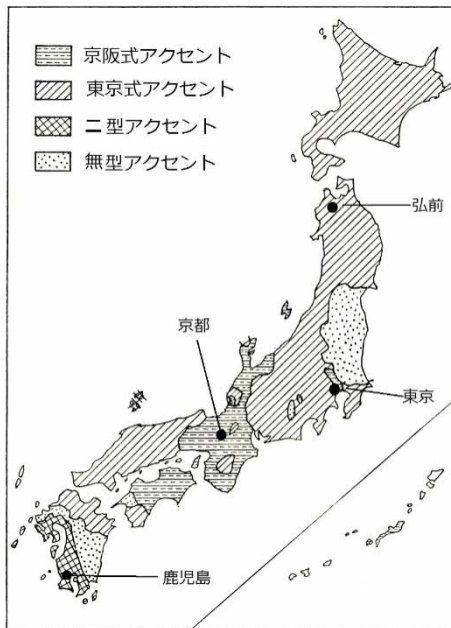 京阪式アクセント
東京式アクセント
二型アクセント
無型アクセント
弘前
京都
東京
鹿児島